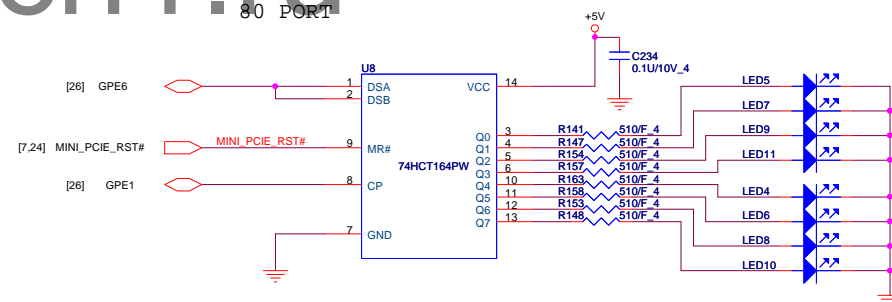 80 PORT
+5V
C234
0.1U/10V_4
U8
[26] GPE6
1 DSA
2 DSB
VCC 14
LED5
LED7
LED9
LED11
[7,24] MINI_PCIE_RST#
MINI_PCIE_RST#
9 MR#
74HCT164PW
Q0 3 R141 510/F_4
Q1 4 R147 510/F_4
Q2 5 R154 510/F_4
Q3 6 R157 510/F_4
Q4 10 R163 510/F_4
Q5 11 R158 510/F_4
Q6 12 R153 510/F_4
Q7 13 R148 510/F_4
[26] GPE1
8 CP
LED4
LED6
LED8
LED10
7 GND